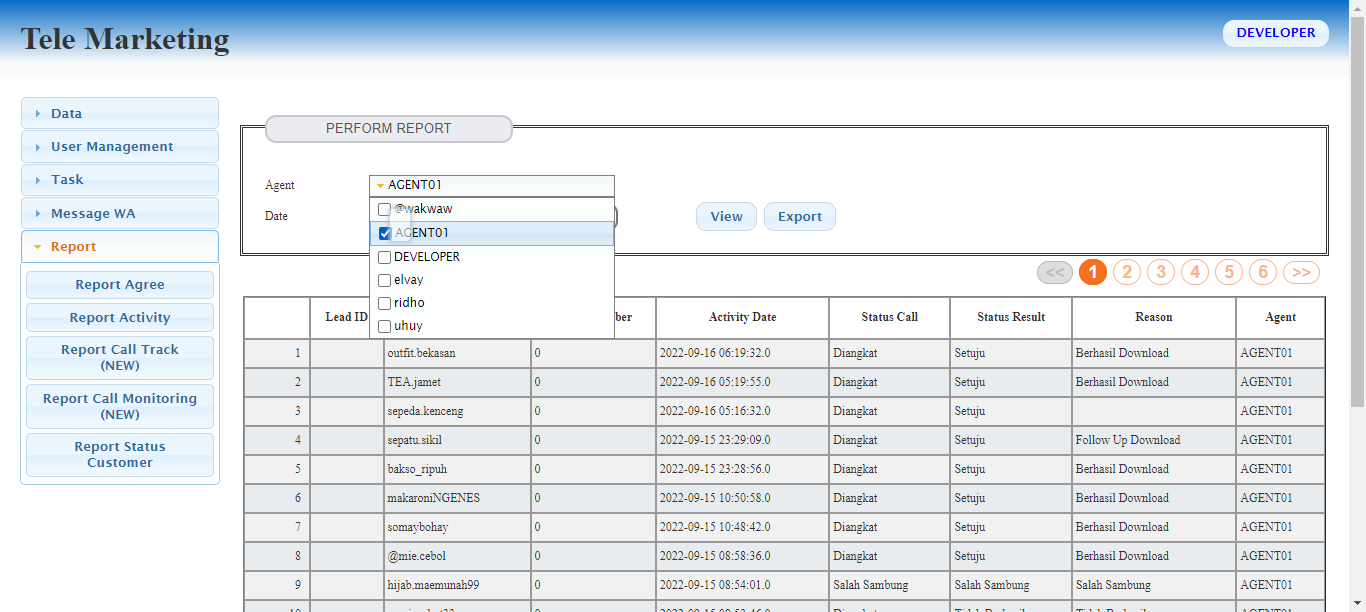 Tele Marketing
DEVELOPER
Data
User Management
Task
Message WA
Report
Report Agree
Report Activity
Report Call Track
(NEW)
Report Call Monitoring
(NEW)
Report Status
Customer
PERFORM REPORT
Agent
AGENT01
Date
@wakwaw
AGENT01
DEVELOPER
elvay
ridho
uhuy
View Export
<< 1 2 3 4 5 6 >>
Lead ID Activity Date Status Call Status Result Reason Agent
1 outfit.bekasan 0 2022-09-16 06:19:32.0 Diangkat Setuju Berhasil Download AGENT01
2 TEA.jamet 0 2022-09-16 05:19:55.0 Diangkat Setuju Berhasil Download AGENT01
3 sepeda.kenceng 0 2022-09-16 05:16:32.0 Diangkat Setuju AGENT01
4 sepatu.sikil 0 2022-09-15 23:29:09.0 Diangkat Setuju Follow Up Download AGENT01
5 bakso_ripuh 0 2022-09-15 23:28:56.0 Diangkat Setuju Berhasil Download AGENT01
6 makaroniNGENES 0 2022-09-15 10:50:58.0 Diangkat Setuju Berhasil Download AGENT01
7 somaybohay 0 2022-09-15 10:48:42.0 Diangkat Setuju Berhasil Download AGENT01
8 @mie.cebol 0 2022-09-15 08:58:36.0 Diangkat Setuju Berhasil Download AGENT01
9 hijab.maemunah99 0 2022-09-15 08:54:01.0 Salah Sambung Salah Sambung Salah Sambung AGENT01